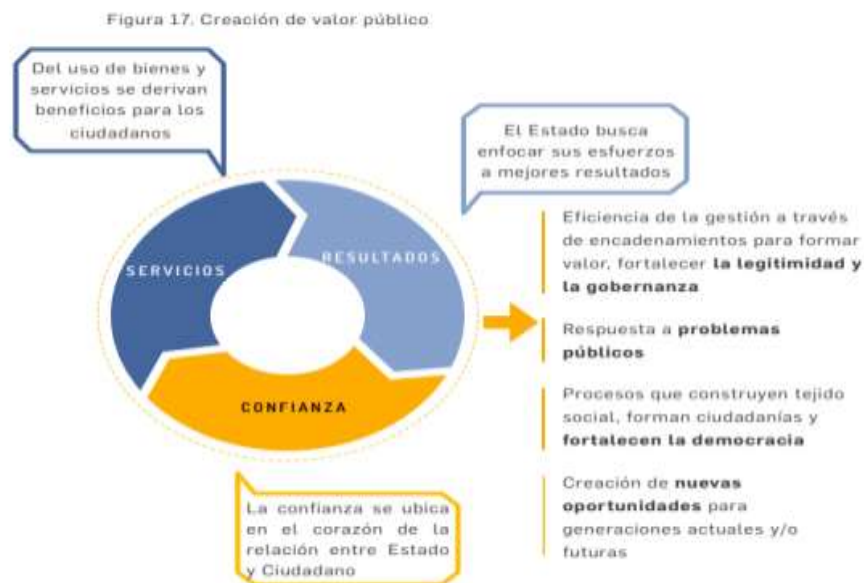 Figura 17. Creación de valor público
Del uso de bienes y
servicios se derivan
beneficios para los
ciudadanos
El Estado busca
enfocar sus esfuerzos
a mejores resultados
SERVICIOS
RESULTADOS
CONFIANZA
Eficiencia de la gestión a través
de encadenamientos para formar
valor, fortalecer la legitimidad y
la gobernanza
Respuesta a problemas
públicos
Procesos que construyen tejido
social, forman ciudadanías y
fortalecen la democracia
Creación de nuevas
oportunidades para
generaciones actuales y/o
futuras
La confianza se ubica
en el corazón de la
relación entre Estado
y Ciudadano